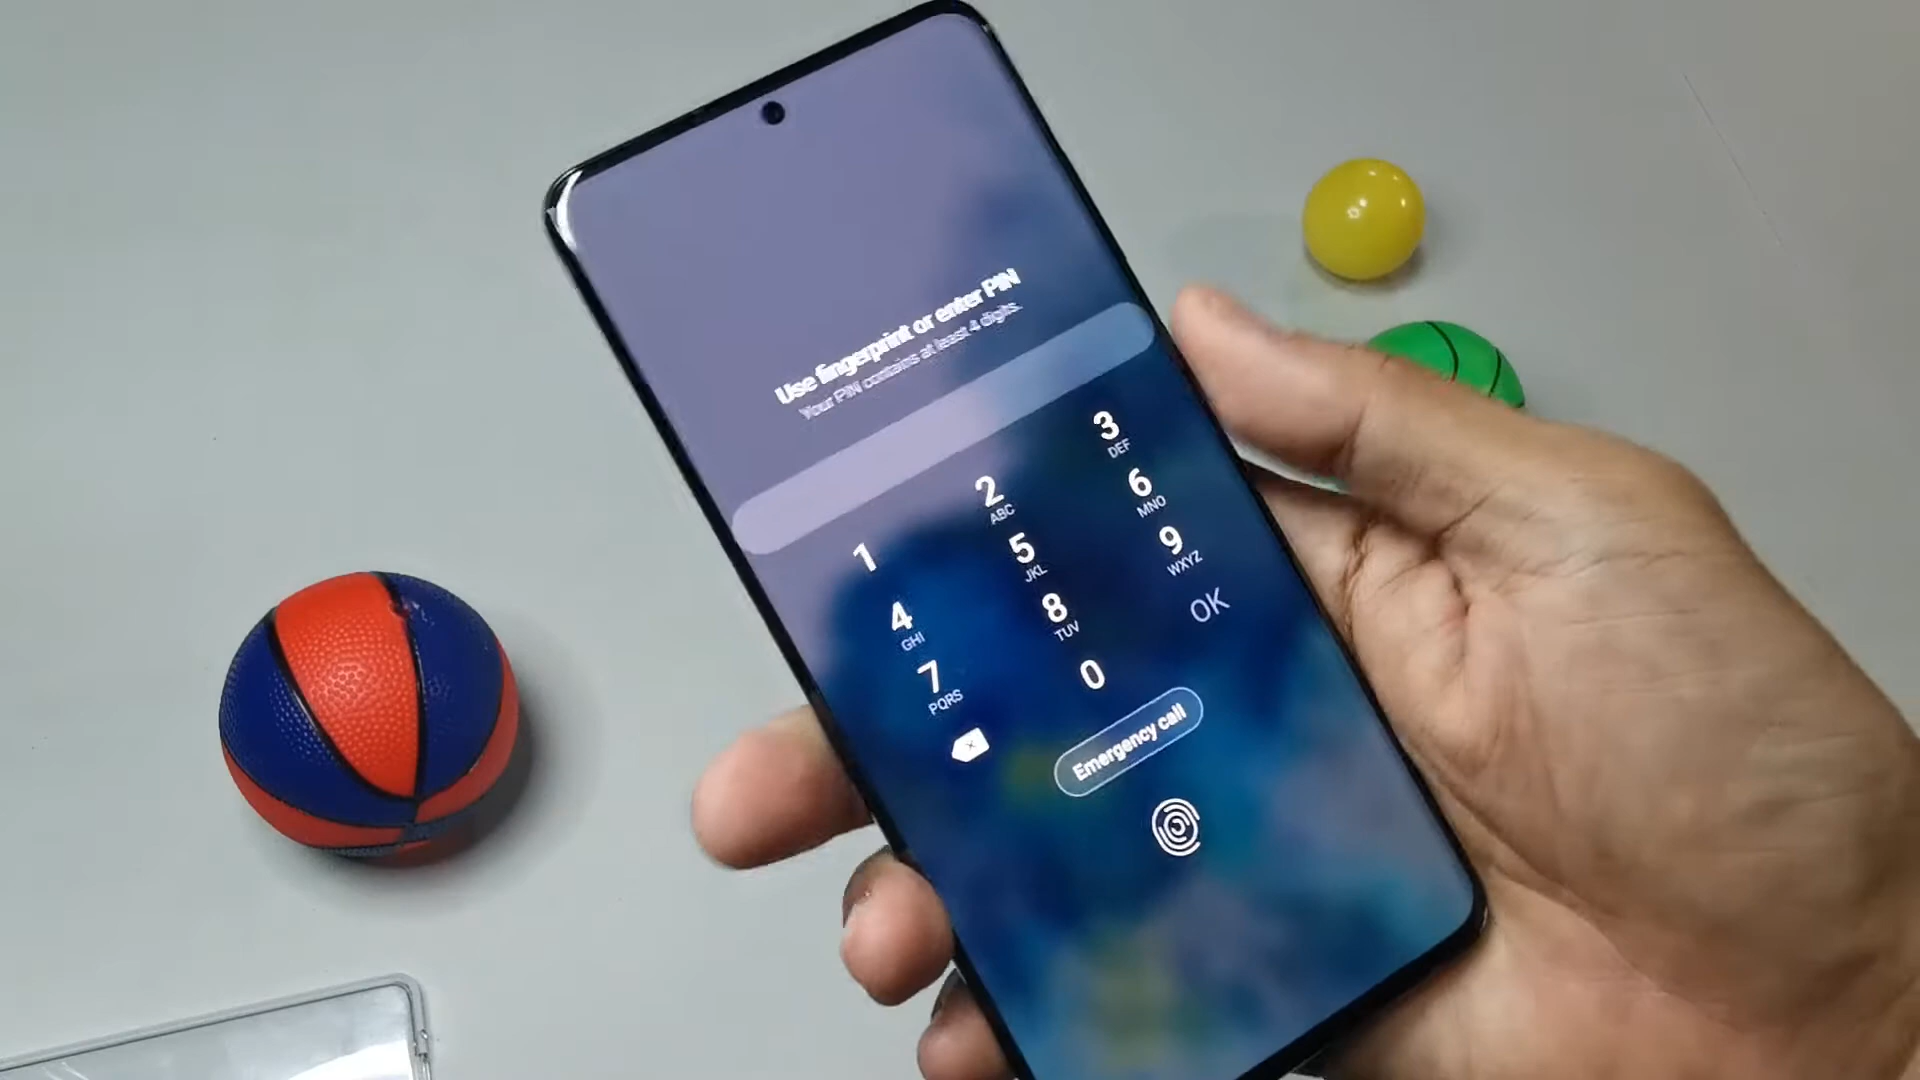 Use fingerprint or enter PIN
Your PIN contains at least 4 digits.
1
2
ABC
3
DEF
4
GHI
5
JKL
6
MNO
7
PQRS
8
TUV
9
WXYZ
0
OK
Emergency call